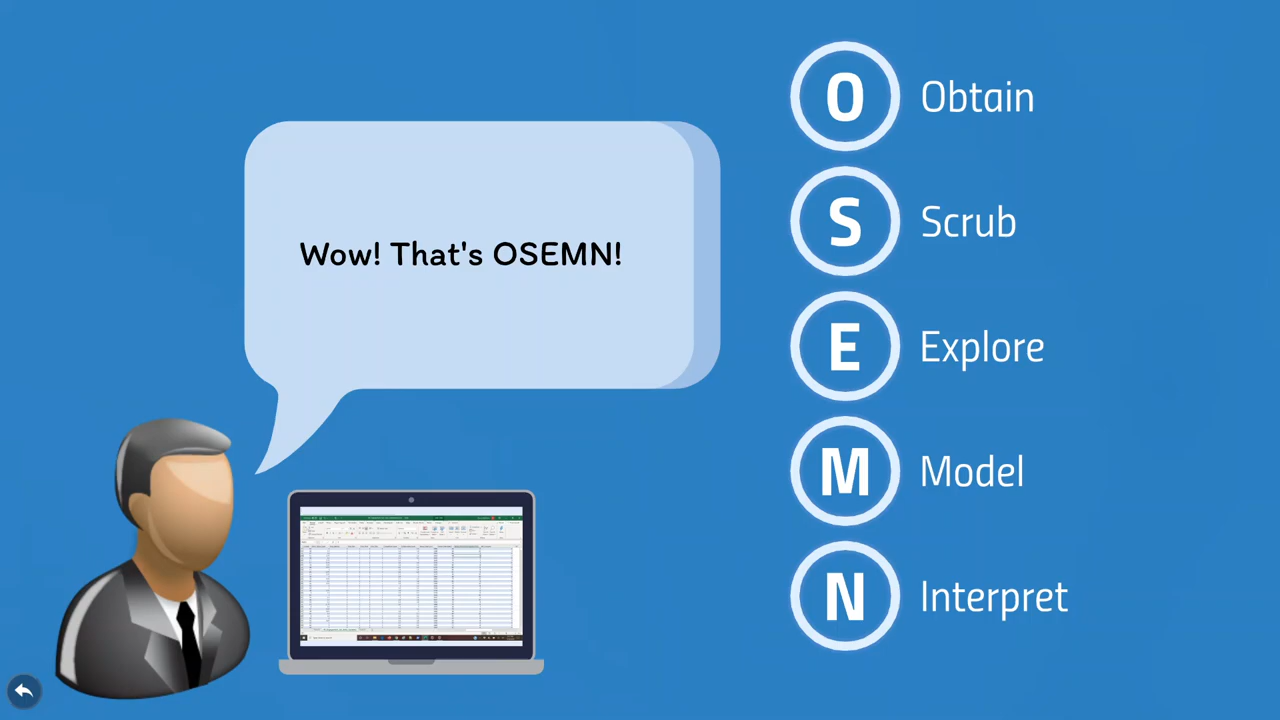 Wow! That's OSEMN!
O Obtain
S Scrub
E Explore
M Model
N Interpret